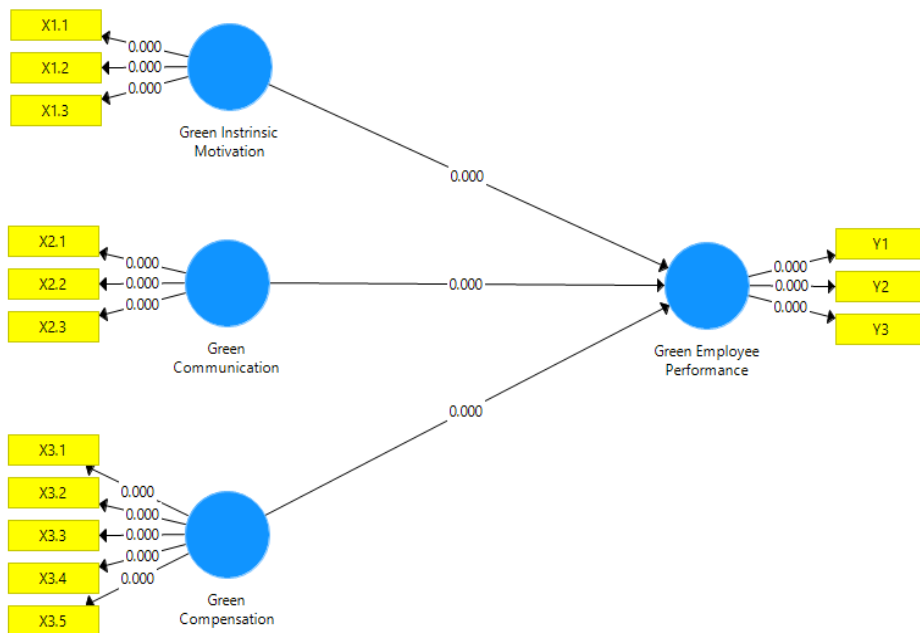 X1.1
0.000
X1.2
0.000
X1.3
0.000
Green Instrinsic
Motivation
0.000
X2.1
0.000
X2.2
0.000
X2.3
0.000
Green
Communication
0.000
Y1
0.000
Y2
0.000
Y3
0.000
Green Employee
Performance
0.000
X3.1
0.000
X3.2
0.000
X3.3
0.000
X3.4
0.000
X3.5
0.000
Green
Compensation